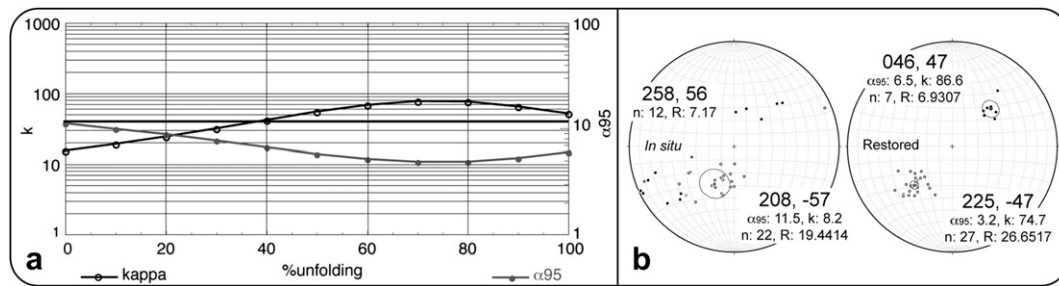 1000
100
10
1
k
100
10
1
α95
0
20
40
60
80
100
%unfolding
kappa
α95
a
258, 56
n: 12, R: 7.17
In situ
208, -57
α95: 11.5, k: 8.2
n: 22, R: 19.4414
046, 47
α95: 6.5, k: 86.6
n: 7, R: 6.9307
Restored
225, -47
α95: 3.2, k: 74.7
n: 27, R: 26.6517
b